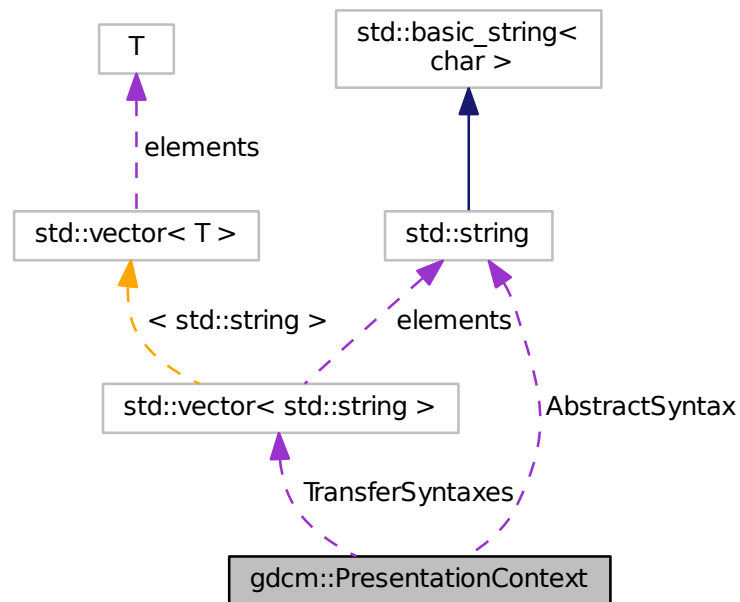 T
std::basic_string<
char >
elements
std::vector< T >
std::string
< std::string >
elements
std::vector< std::string >
AbstractSyntax
TransferSyntaxes
gdcm::PresentationContext